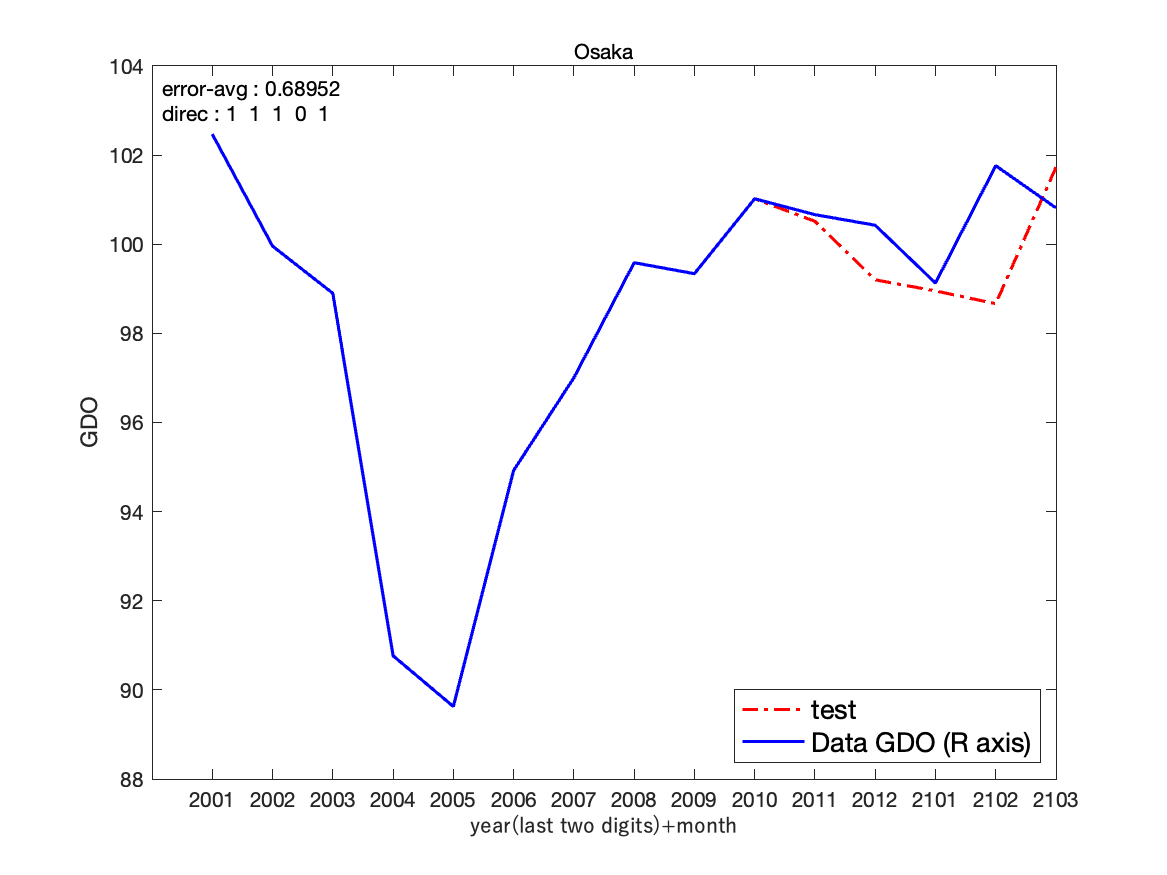 Osaka
104
error-avg : 0.68952
direc : 1 1 1 0 1
102
100
98
96
GDO
94
92
90
test
Data GDO (R axis)
88
2001 2002 2003 2004 2005 2006 2007 2008 2009 2010 2011 2012 2101 2102 2103
year(last two digits)+month